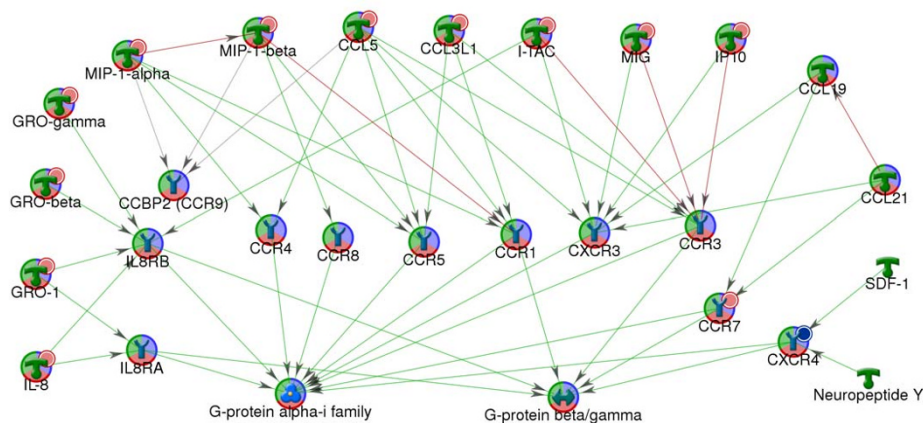 MIP-1-alpha
MIP-1-beta
CCL5
CCL3L1
I-TAC
MIG
IP10
CCL19
GRO-gamma
GRO-beta
CCBP2 (CCR9)
CCL21
IL8RB
CCR4
CCR8
CCR5
CCR1
CXCR3
CCR3
GRO-1
SDF-1
CCR7
IL-8
IL8RA
CXCR4
G-protein alpha-i family
G-protein beta/gamma
Neuropeptide Y